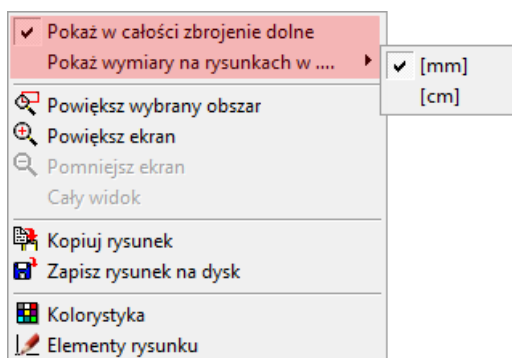 Pokaż w całości zbrojenie dolne
Pokaż wymiary na rysunkach w ....
[mm]
[cm]
Powiększ wybrany obszar
Powiększ ekran
Pomniejsz ekran
Cały widok
Kopiuj rysunek
Zapisz rysunek na dysk
Kolorystyka
Elementy rysunku